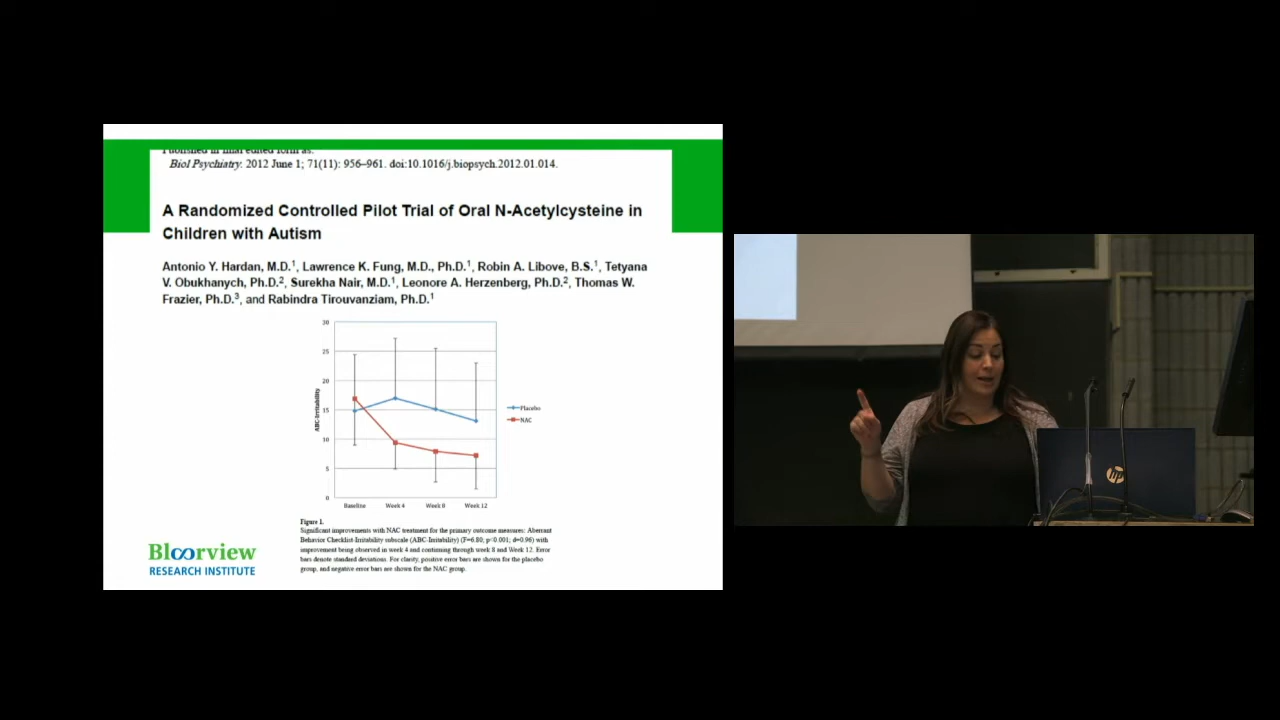 Published in final edited form as:
Biol Psychiatry. 2012 June 1; 71(11): 956–961. doi:10.1016/j.biopsych.2012.01.014.
A Randomized Controlled Pilot Trial of Oral N-Acetylcysteine in
Children with Autism
Antonio Y. Hardan, M.D.1, Lawrence K. Fung, M.D., Ph.D.1, Robin A. Libove, B.S.1, Tetyana
V. Obukhanych, Ph.D.2, Surekha Nair, M.D.1, Leonore A. Herzenberg, Ph.D.2, Thomas W.
Frazier, Ph.D.3, and Rabindra Tirouvanziam, Ph.D.1
30
25
20
15
10
5
0
ABC-Irritability
Baseline Week 4 Week 8 Week 12
Placebo
NAC
Figure 1.
Significant improvements with NAC treatment for the primary outcome measures: Aberrant
Behavior Checklist-Irritability subscale (ABC-Irritability) (F=6.80; p<0.001; d=0.96) with
improvement being observed in week 4 and continuing through week 8 and Week 12. Error
bars denote standard deviations. For clarity, positive error bars are shown for the placebo
group, and negative error bars are shown for the NAC group.
Bloorview
RESEARCH INSTITUTE
hp